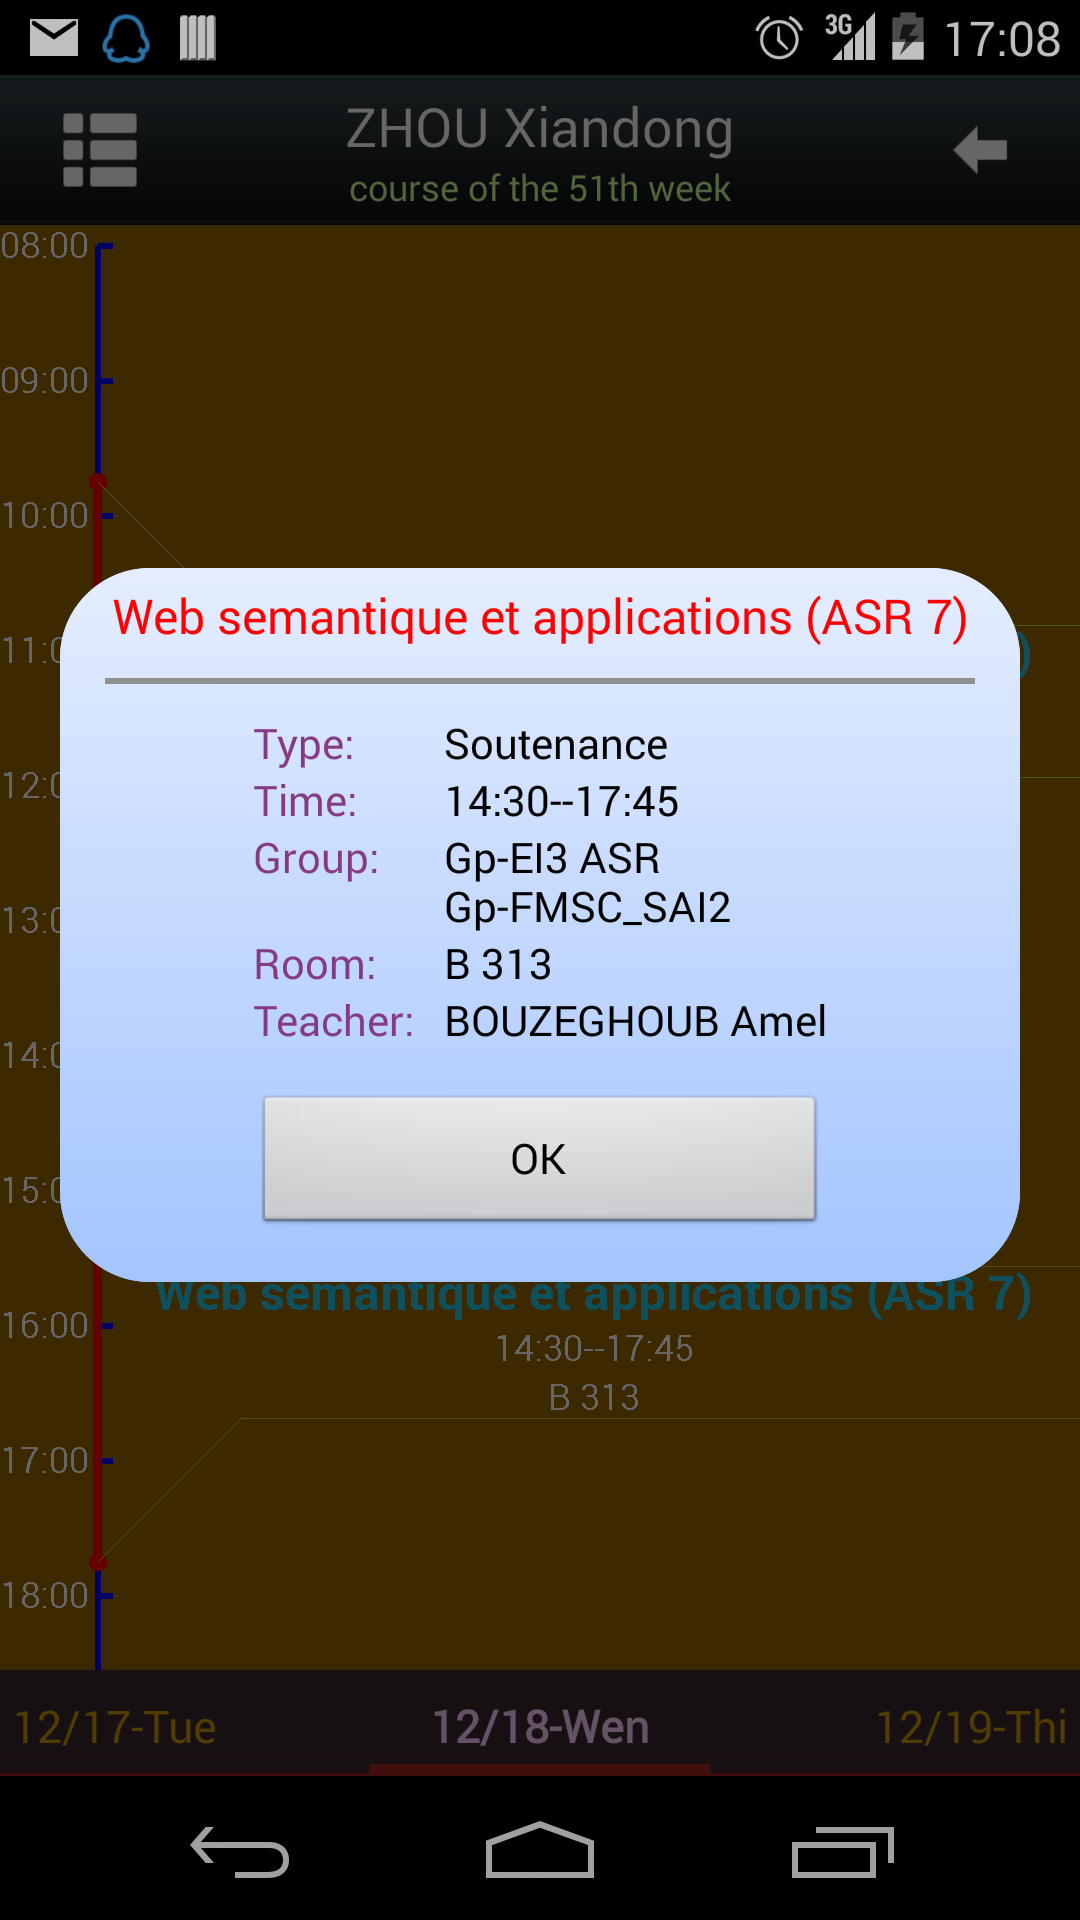 3G 17:08
ZHOU Xiandong
course of the 51th week
08:00
09:00
10:00
Web semantique et applications (ASR 7)
11:0
)
Type: Soutenance
Time: 14:30--17:45
12:0
Group: Gp-EI3 ASR
Gp-FMSC_SAI2
13:0
Room: B 313
Teacher: BOUZEGHOUB Amel
14:0
OK
15:0
Web semantique et applications (ASR 7)
16:00
14:30--17:45
B 313
17:00
18:00
12/17-Tue 12/18-Wen 12/19-Thi